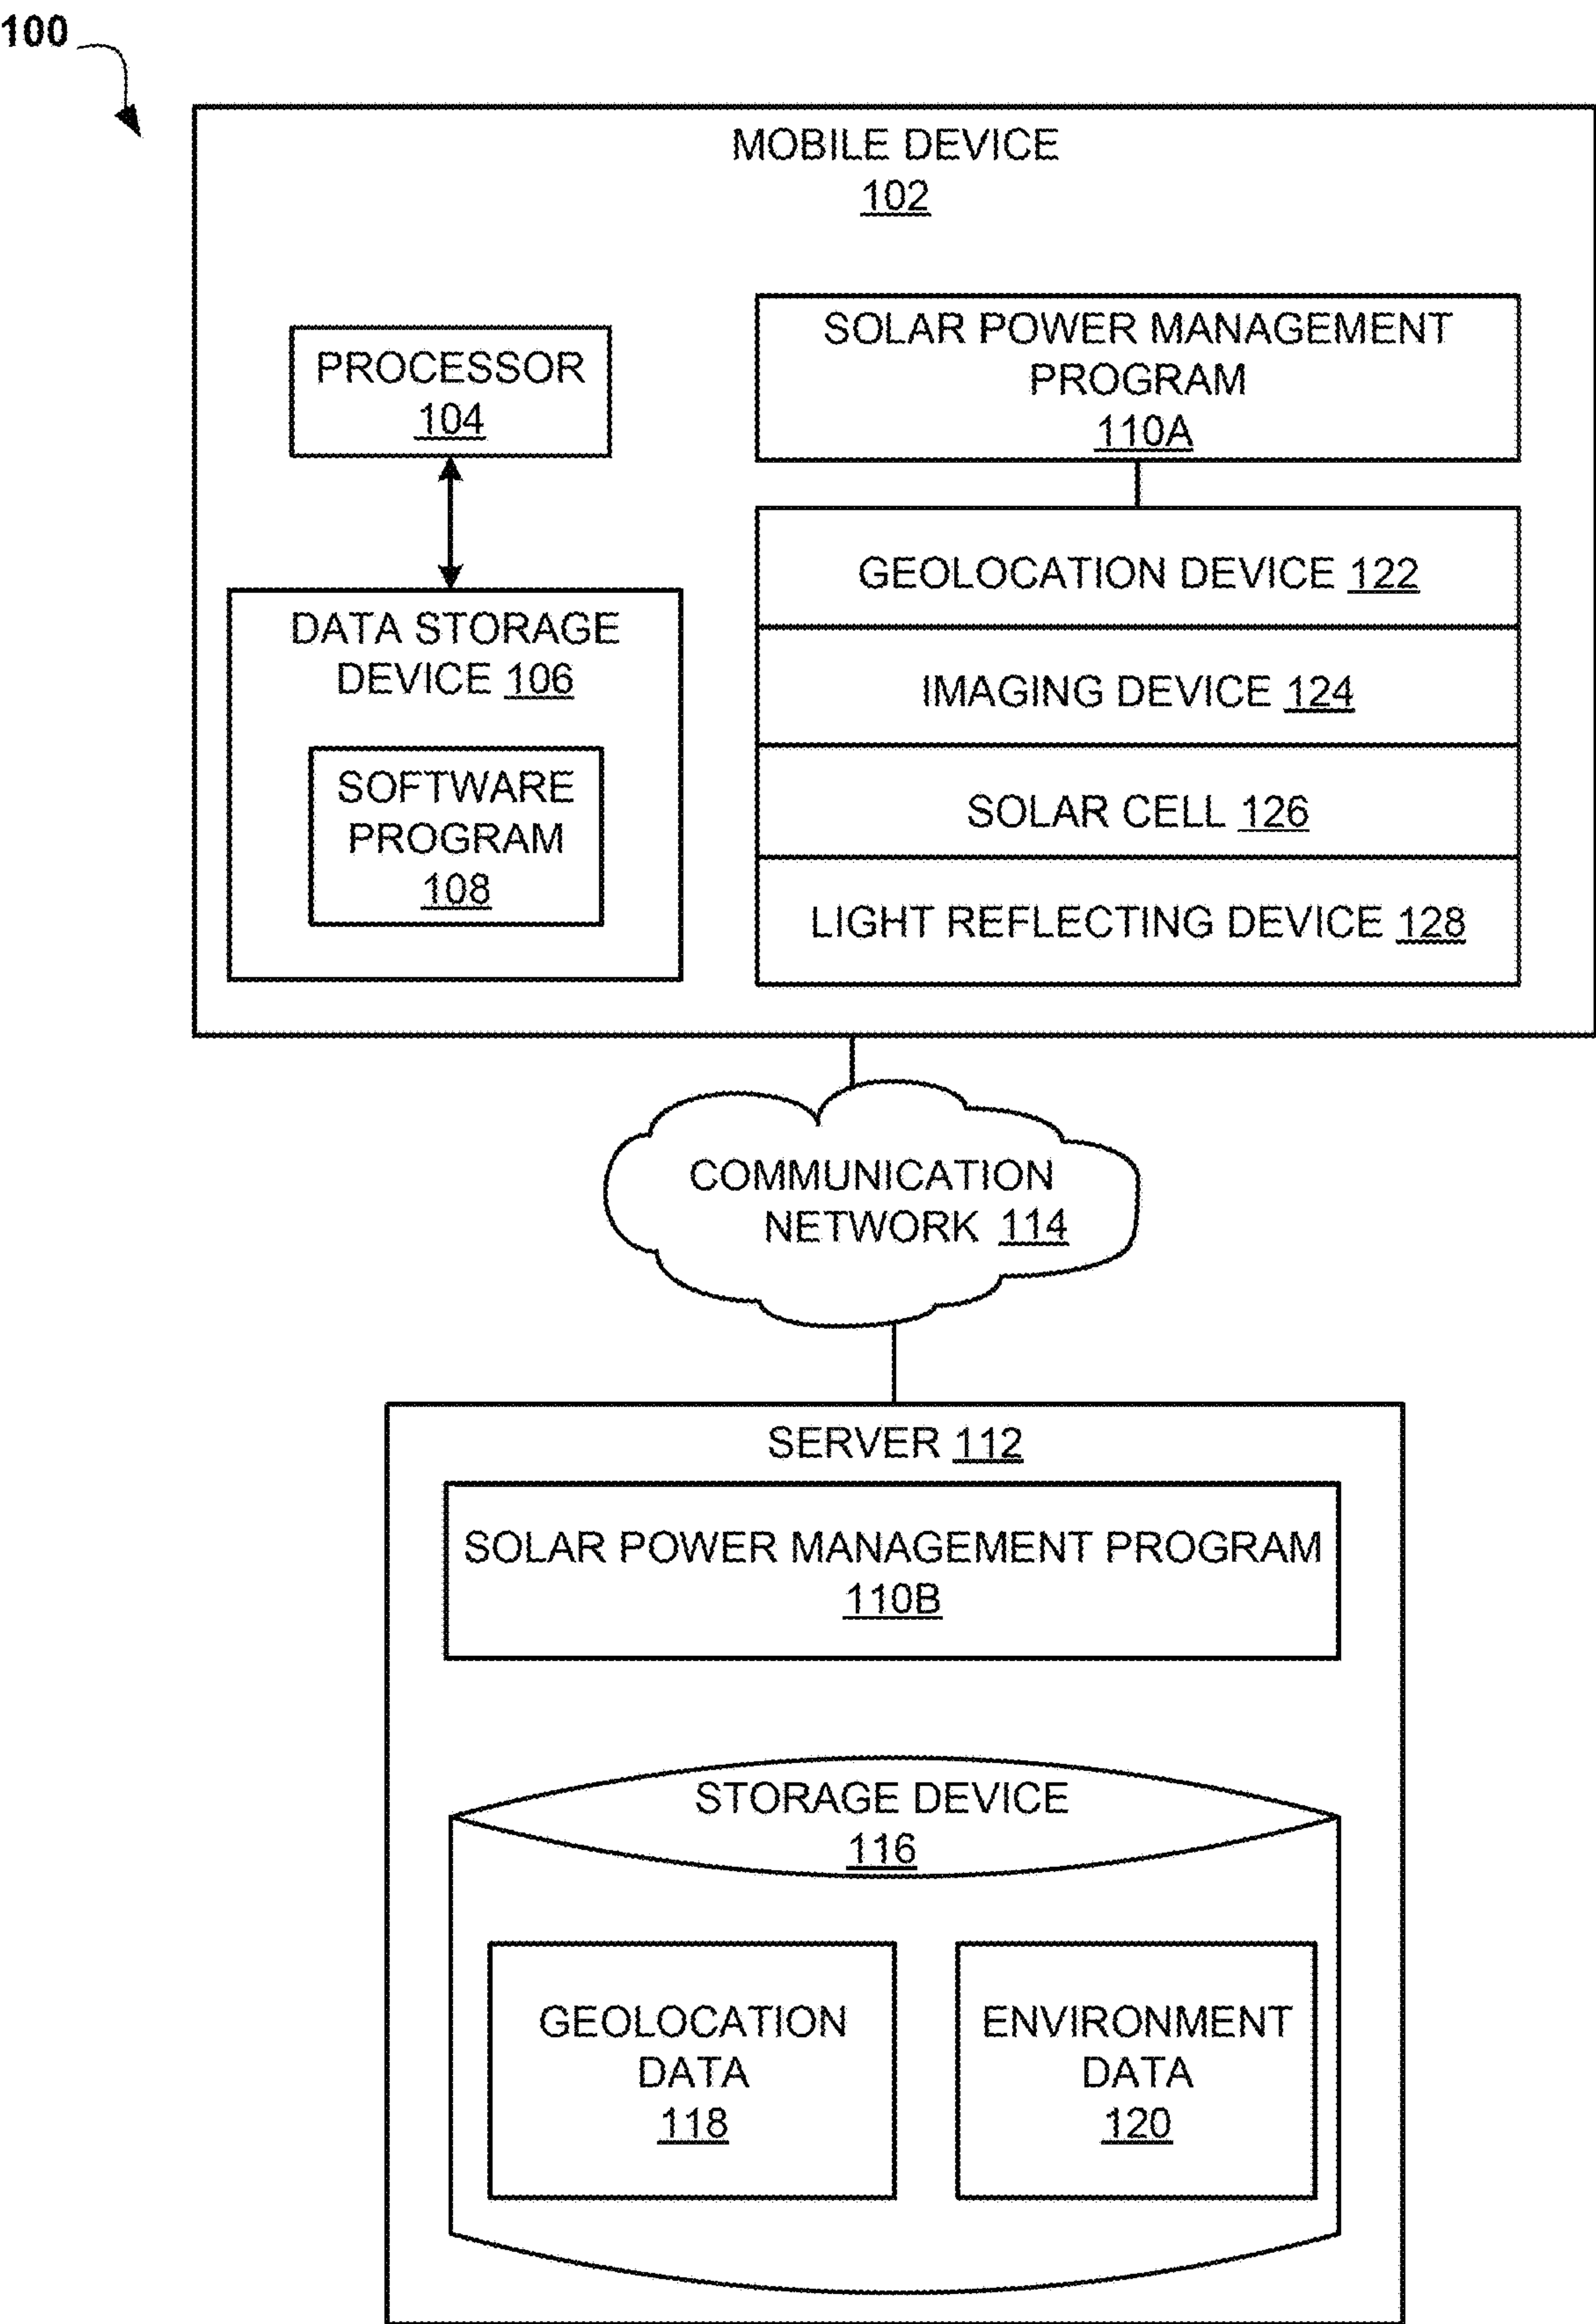 100
MOBILE DEVICE
102
PROCESSOR
104
DATA STORAGE
DEVICE 106
SOFTWARE
PROGRAM
108
SOLAR POWER MANAGEMENT
PROGRAM
110A
GEOLOCATION DEVICE 122
IMAGING DEVICE 124
SOLAR CELL 126
LIGHT REFLECTING DEVICE 128
COMMUNICATION
NETWORK 114
SERVER 112
SOLAR POWER MANAGEMENT PROGRAM
110B
STORAGE DEVICE
116
GEOLOCATION
DATA
118
ENVIRONMENT
DATA
120